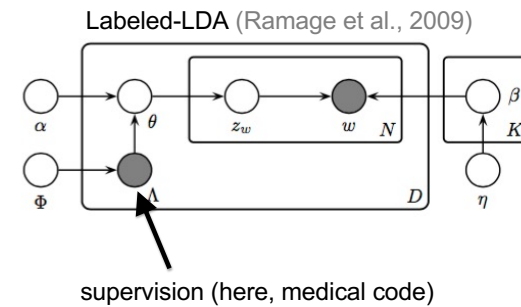 Labeled-LDA (Ramage et al., 2009)
α θ z_w w N β K
Φ Λ D η
supervision (here, medical code)